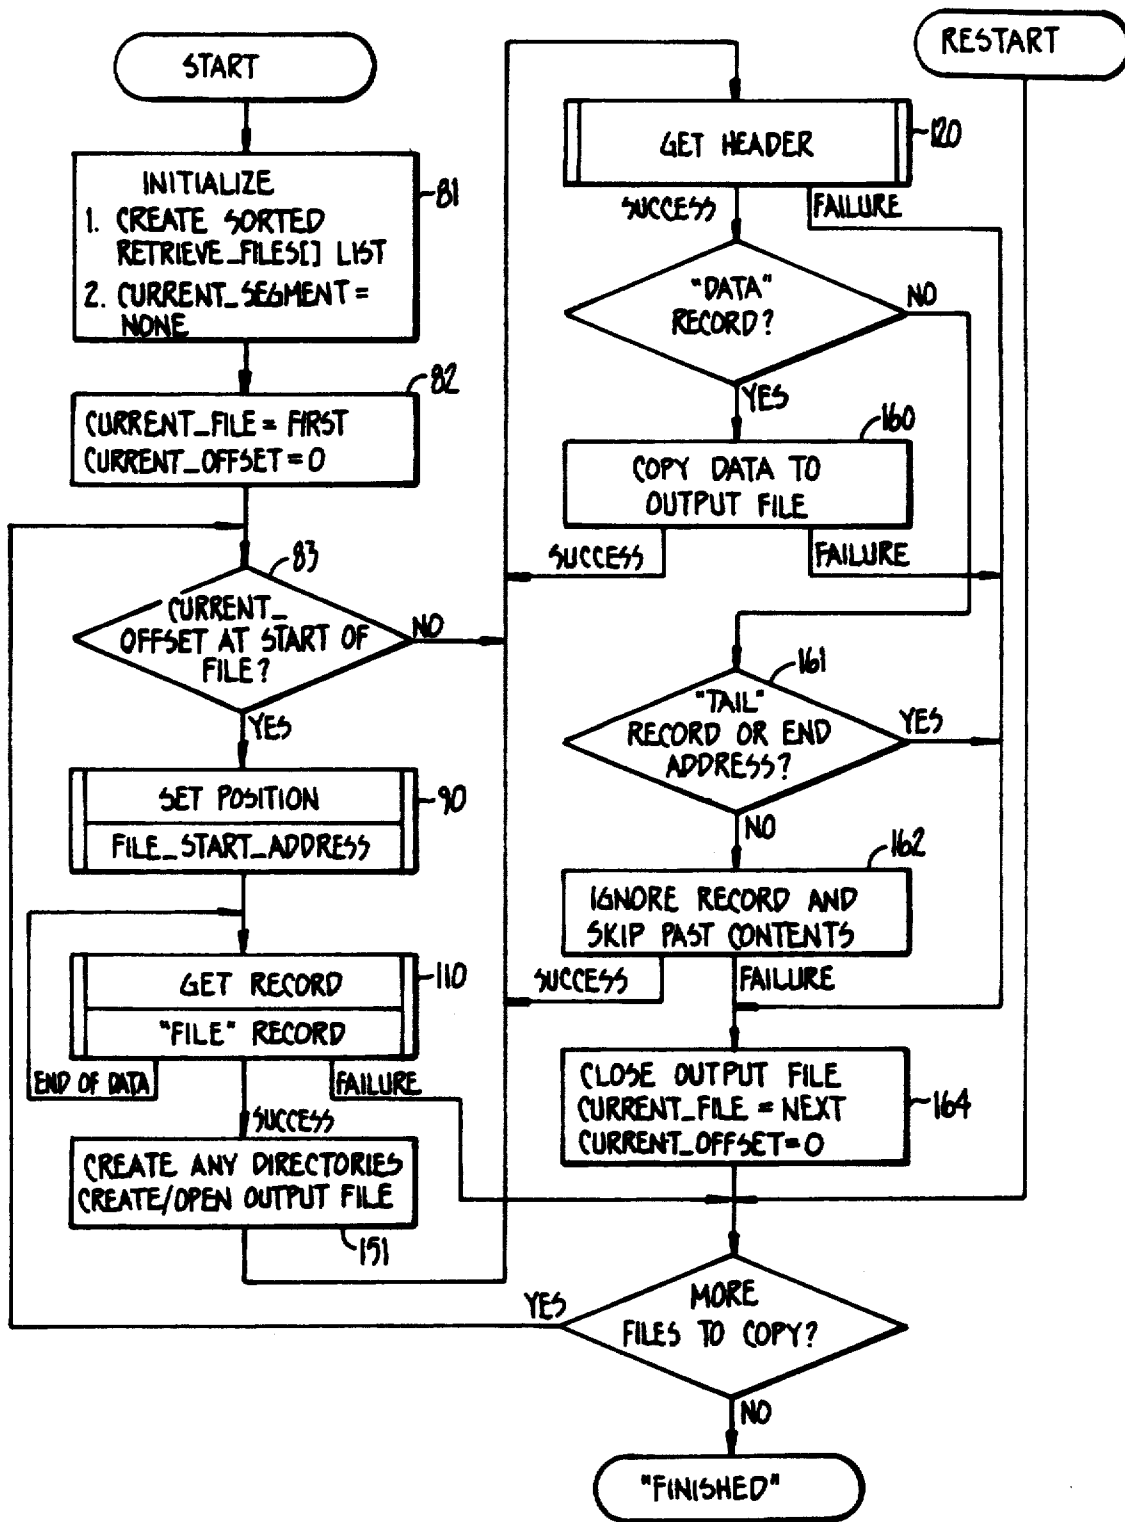 START
INITIALIZE
1. CREATE SORTED
RETRIEVE_FILES[] LIST
2. CURRENT_SEGMENT =
NONE
81
CURRENT_FILE = FIRST
CURRENT_OFFSET = 0
82
CURRENT_
OFFSET AT START OF
FILE?
83
NO
YES
SET POSITION
FILE_START_ADDRESS
90
GET RECORD
"FILE" RECORD
110
END OF DATA
FAILURE
SUCCESS
CREATE ANY DIRECTORIES
CREATE/OPEN OUTPUT FILE
151
RESTART
GET HEADER
120
SUCCESS
FAILURE
"DATA"
RECORD?
NO
YES
COPY DATA TO
OUTPUT FILE
160
SUCCESS
FAILURE
"TAIL"
RECORD OR END
ADDRESS?
161
YES
NO
IGNORE RECORD AND
SKIP PAST CONTENTS
162
SUCCESS
FAILURE
CLOSE OUTPUT FILE
CURRENT_FILE = NEXT
CURRENT_OFFSET = 0
164
MORE
FILES TO COPY?
YES
NO
"FINISHED"